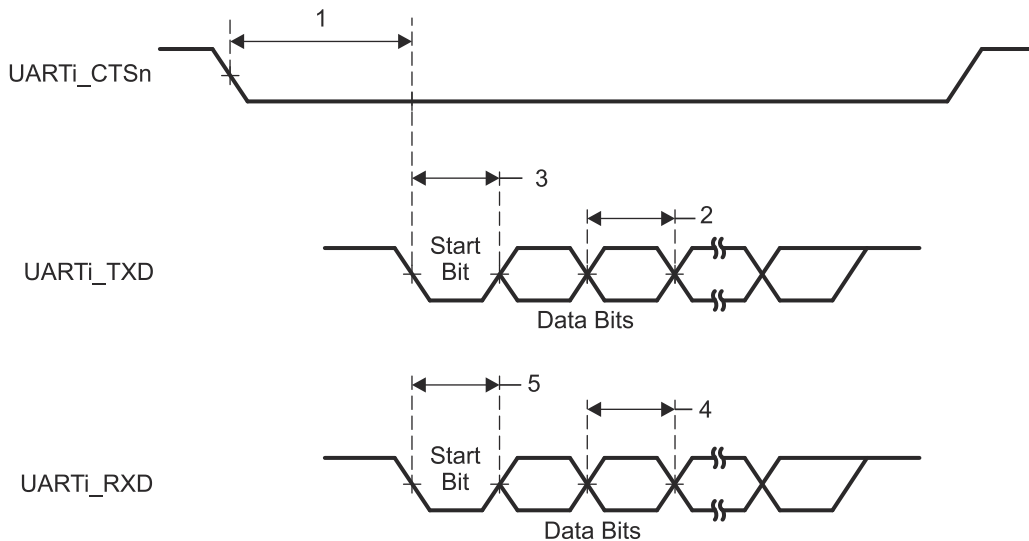 1
UARTi_CTSn
3
2
Start
Bit
UARTi_TXD
Data Bits
5
4
Start
Bit
UARTi_RXD
Data Bits